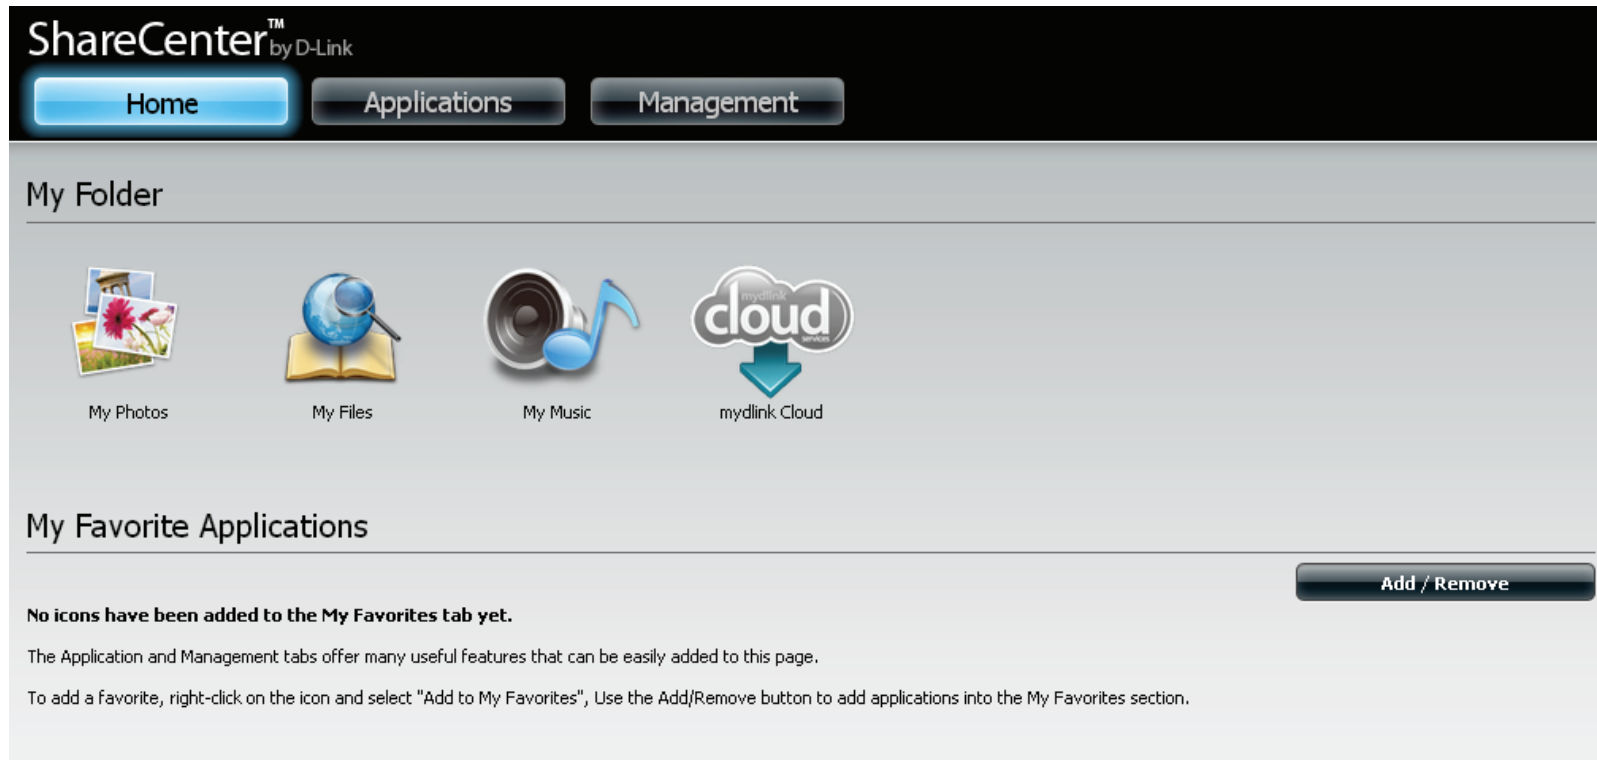 ShareCenter™ by D-Link
Home Applications Management
My Folder
mydlink
cloud
services
My Photos My Files My Music mydlink Cloud
My Favorite Applications
Add / Remove
No icons have been added to the My Favorites tab yet.
The Application and Management tabs offer many useful features that can be easily added to this page.
To add a favorite, right-click on the icon and select "Add to My Favorites", Use the Add/Remove button to add applications into the My Favorites section.